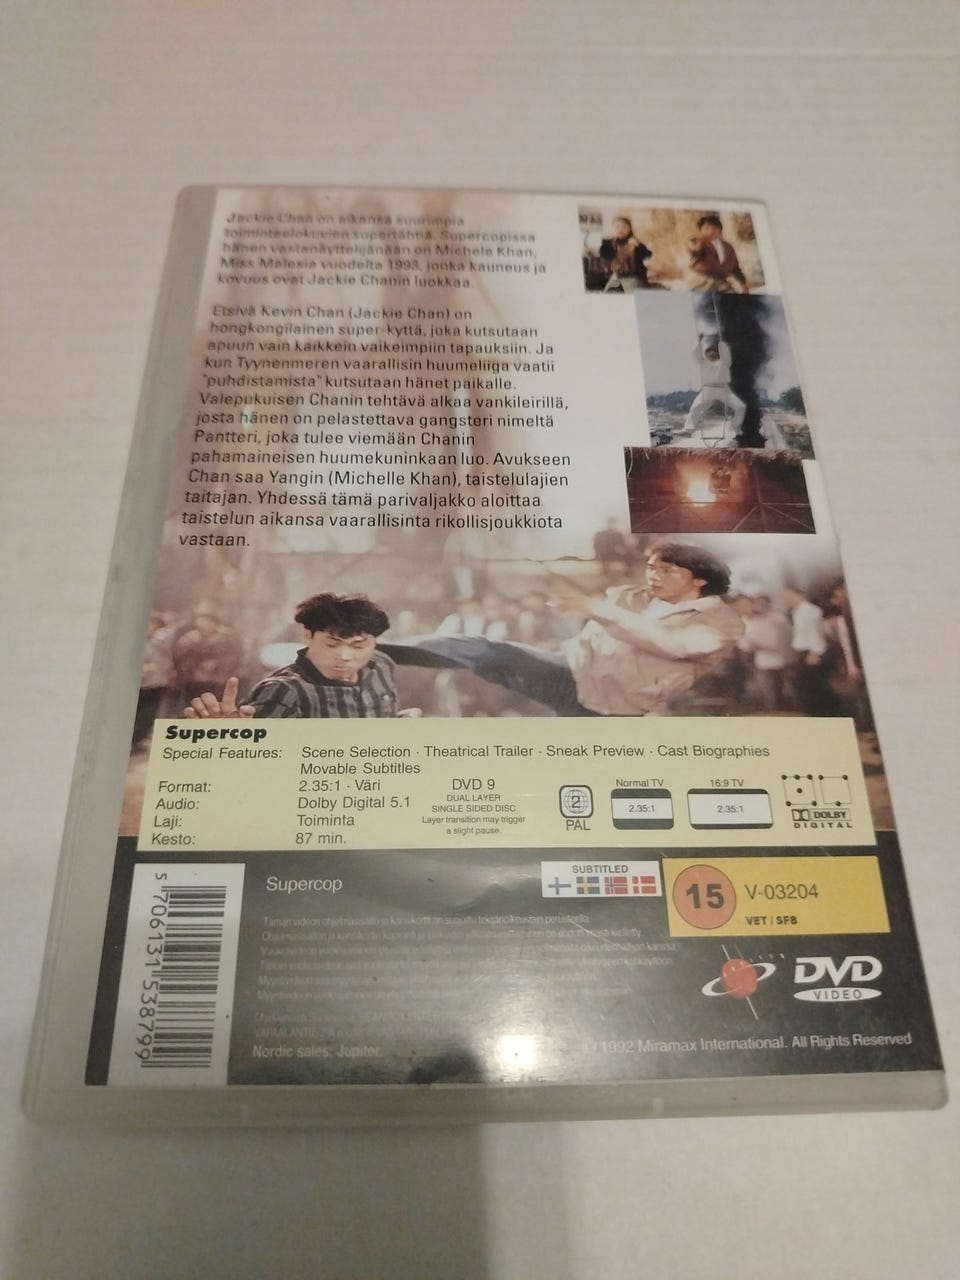 Jackie Chan on aikansa suurimpia
toimintaelokuvien supertähtiä. Supercopissa
hänen vastanäyttelijänään on Michele Khan,
Miss Malesia vuodelta 1993, jonka kauneus ja
kovuus ovat Jackie Chanin luokkaa.
Etsivä Kevin Chan (Jackie Chan) on
hongkongilainen super-kyttä, joka kutsutaan
apuun vain kaikkein vaikeimpiin tapauksiin. Ja
kun Tyynenmeren vaarallisin huumeliiga vaatii
"puhdistamista" kutsutaan hänet paikalle.
Valepukuisen Chanin tehtävä alkaa vankileirillä,
josta hänen on pelastettava gangsteri nimeltä
Pantteri, joka tulee viemään Chanin
pahamaineisen huumekuninkaan luo. Avukseen
Chan saa Yangin (Michelle Khan), taistelulajien
taitajan. Yhdessä tämä parivaljakko aloittaa
taistelun aikansa vaarallisinta rikollisjoukkiota
vastaan.
Supercop
Special Features: Scene Selection · Theatrical Trailer · Sneak Preview · Cast Biographies
Movable Subtitles
Format: 2.35:1 · Väri
Audio: Dolby Digital 5.1
Laji: Toiminta
Kesto: 87 min.
DVD 9
DUAL LAYER
SINGLE SIDED DISC
Layer transition may trigger
a slight pause.
2
PAL
Normal TV
2.35:1
16:9 TV
2.35:1
DOLBY
DIGITAL
5 706131 538799
Supercop
SUBTITLED
15
V-03204
VET / SFB
DVD
VIDEO
Nordic sales: Jupiter
© 1992 Miramax International. All Rights Reserved